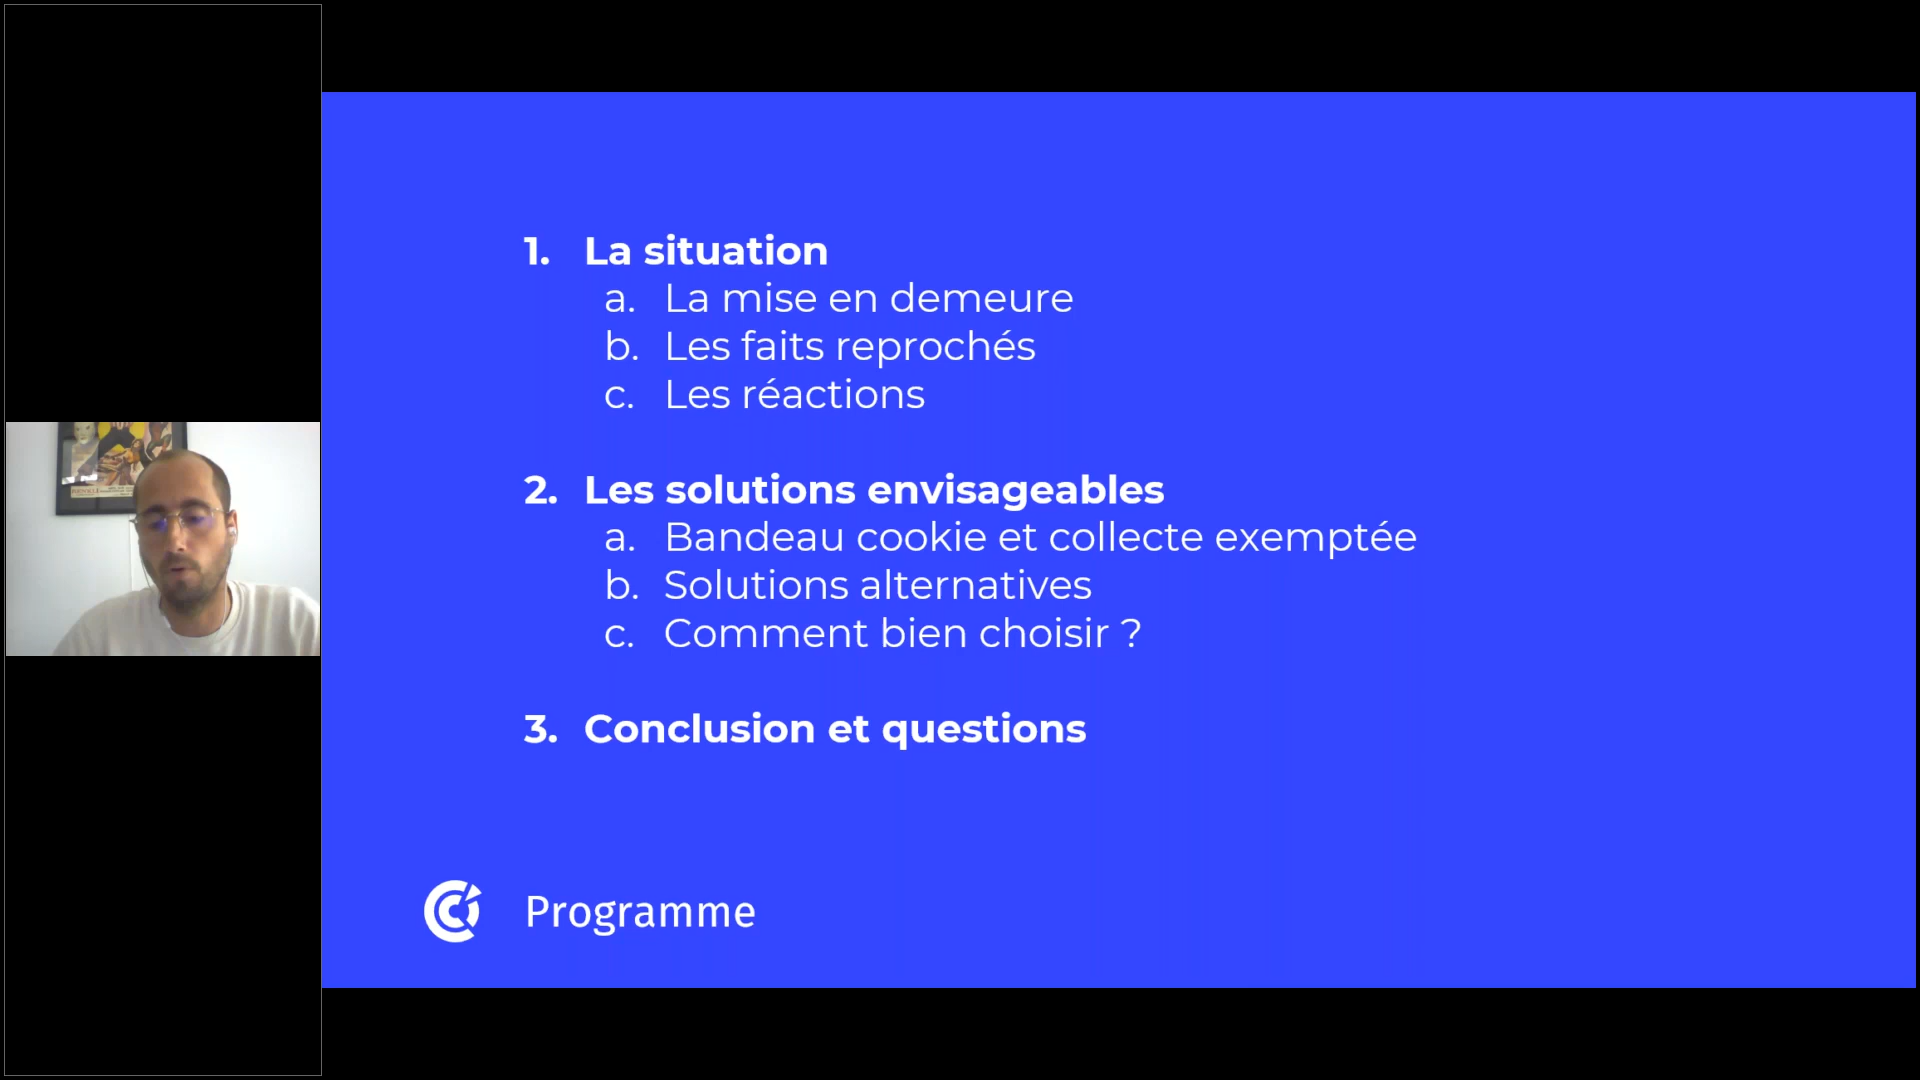 1. La situation
a. La mise en demeure
b. Les faits reprochés
c. Les réactions
2. Les solutions envisageables
a. Bandeau cookie et collecte exemptée
b. Solutions alternatives
c. Comment bien choisir ?
3. Conclusion et questions
Programme